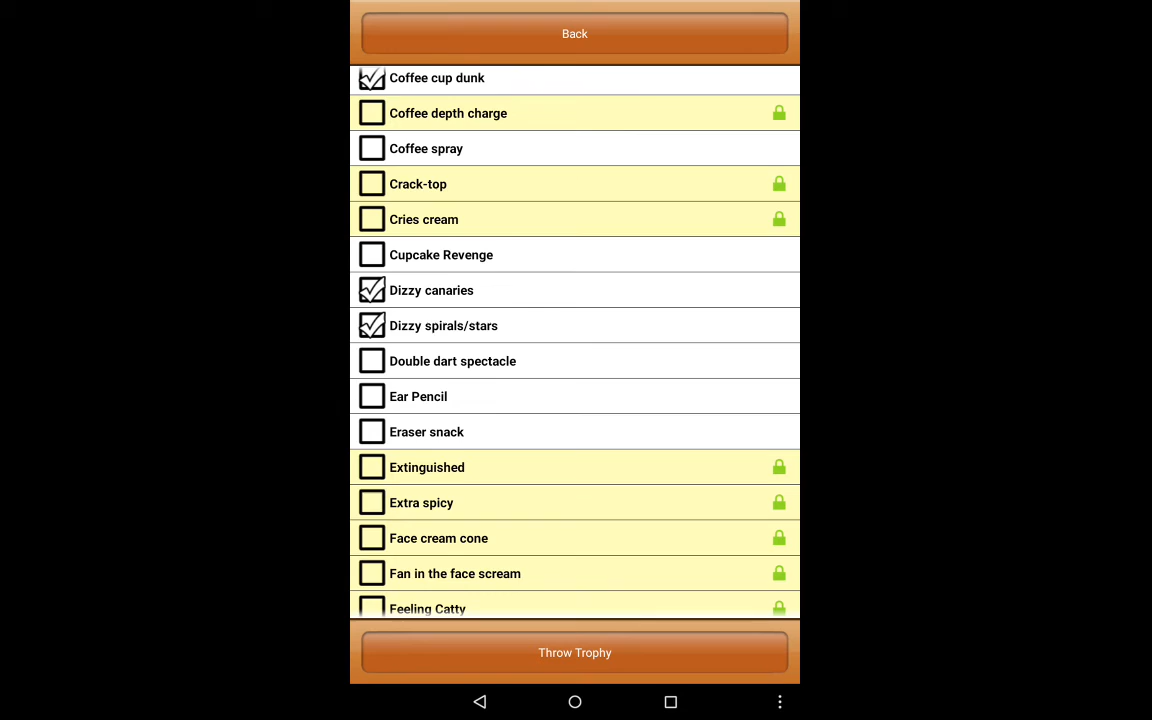 Back
Coffee cup dunk
Coffee depth charge
Coffee spray
Crack-top
Cries cream
Cupcake Revenge
Dizzy canaries
Dizzy spirals/stars
Double dart spectacle
Ear Pencil
Eraser snack
Extinguished
Extra spicy
Face cream cone
Fan in the face scream
Feeling Catty
Throw Trophy